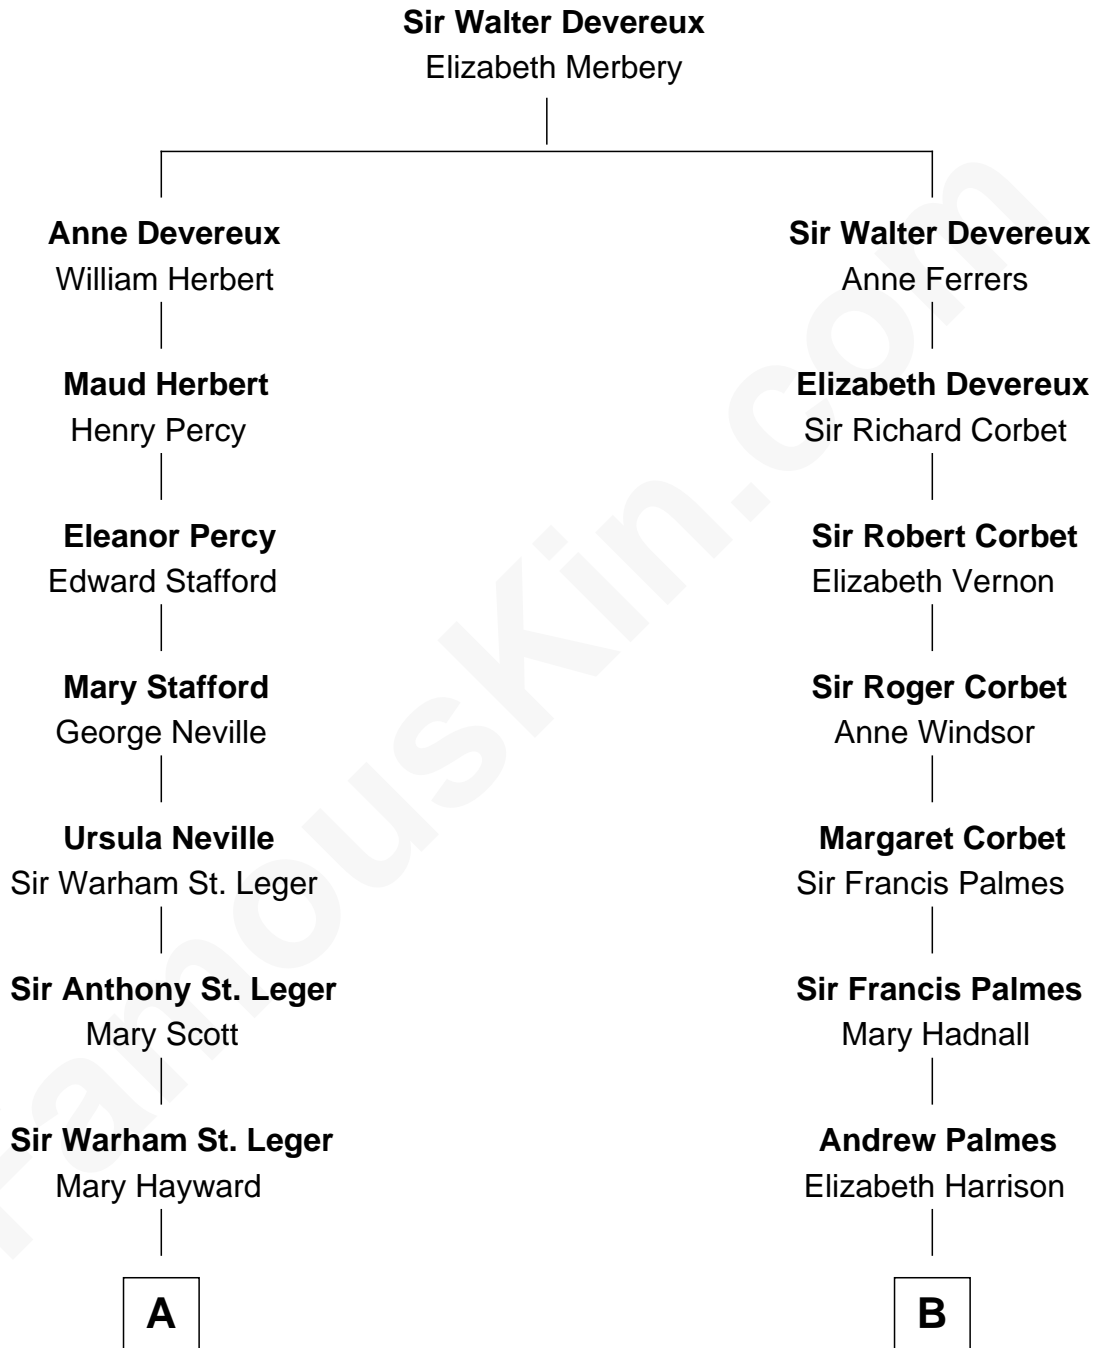 Sir Walter Devereux
Elizabeth Merbery
Anne Devereux
William Herbert
Maud Herbert
Henry Percy
Eleanor Percy
Edward Stafford
Mary Stafford
George Neville
Ursula Neville
Sir Warham St. Leger
Sir Anthony St. Leger
Mary Scott
Sir Warham St. Leger
Mary Hayward
A
Sir Walter Devereux
Anne Ferrers
Elizabeth Devereux
Sir Richard Corbet
Sir Robert Corbet
Elizabeth Vernon
Sir Roger Corbet
Anne Windsor
Margaret Corbet
Sir Francis Palmes
Sir Francis Palmes
Mary Hadnall
Andrew Palmes
Elizabeth Harrison
B
FamousKin.com